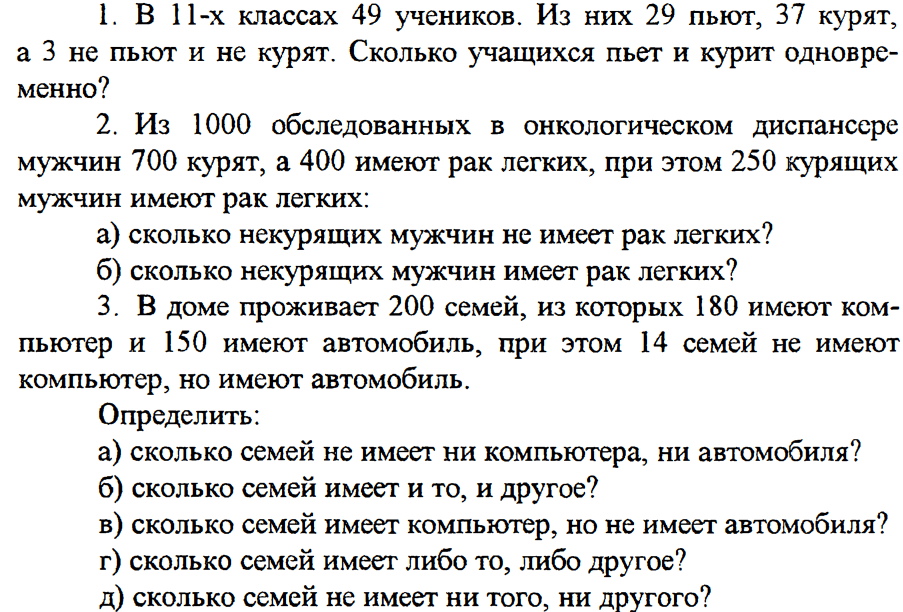 1. В 11-х классах 49 учеников. Из них 29 пьют, 37 курят,
а 3 не пьют и не курят. Сколько учащихся пьет и курит одновре-
менно?
2. Из 1000 обследованных в онкологическом диспансере
мужчин 700 курят, а 400 имеют рак легких, при этом 250 курящих
мужчин имеют рак легких:
а) сколько некурящих мужчин не имеет рак легких?
б) сколько некурящих мужчин имеет рак легких?
3. В доме проживает 200 семей, из которых 180 имеют ком-
пьютер и 150 имеют автомобиль, при этом 14 семей не имеют
компьютер, но имеют автомобиль.
Определить:
а) сколько семей не имеет ни компьютера, ни автомобиля?
б) сколько семей имеет и то, и другое?
в) сколько семей имеет компьютер, но не имеет автомобиля?
г) сколько семей имеет либо то, либо другое?
д) сколько семей не имеет ни того, ни другого?